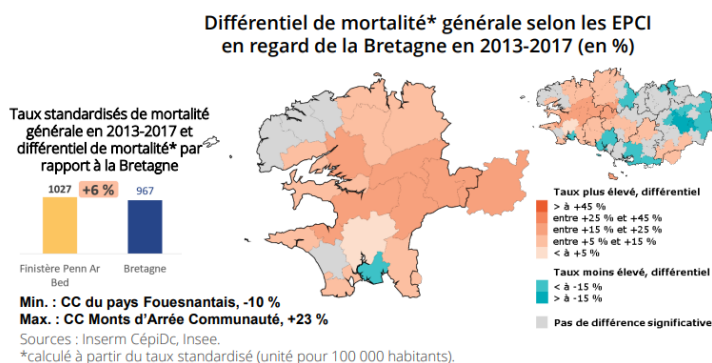 Différentiel de mortalité* générale selon les EPCI
en regard de la Bretagne en 2013-2017 (en %)
Taux standardisés de mortalité
générale en 2013-2017 et
différentiel de mortalité* par
rapport à la Bretagne
1027
+6 %
967
Finistère Penn Ar
Bed
Bretagne
Taux plus élevé, différentiel
> à +45 %
entre +25 % et +45 %
entre +15 % et +25 %
entre +5 % et +15 %
< à +5 %
Taux moins élevé, différentiel
< à -15 %
> à -15 %
Pas de différence significative
Min. : CC du pays Fouesnantais, -10 %
Max. : CC Monts d’Arrée Communauté, +23 %
Sources : Inserm CépiDc, Insee.
*calculé à partir du taux standardisé (unité pour 100 000 habitants).